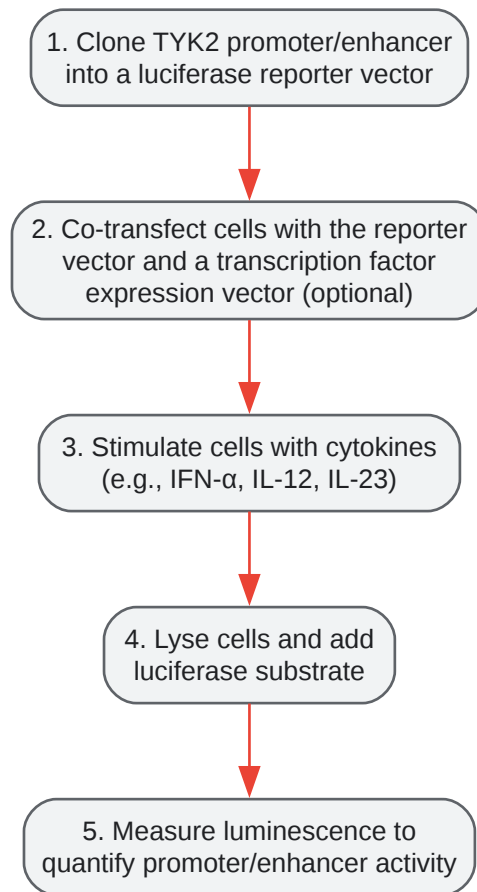 1. Clone TYK2 promoter/enhancer
into a luciferase reporter vector
2. Co-transfect cells with the reporter
vector and a transcription factor
expression vector (optional)
3. Stimulate cells with cytokines
(e.g., IFN-α, IL-12, IL-23)
4. Lyse cells and add
luciferase substrate
5. Measure luminescence to
quantify promoter/enhancer activity